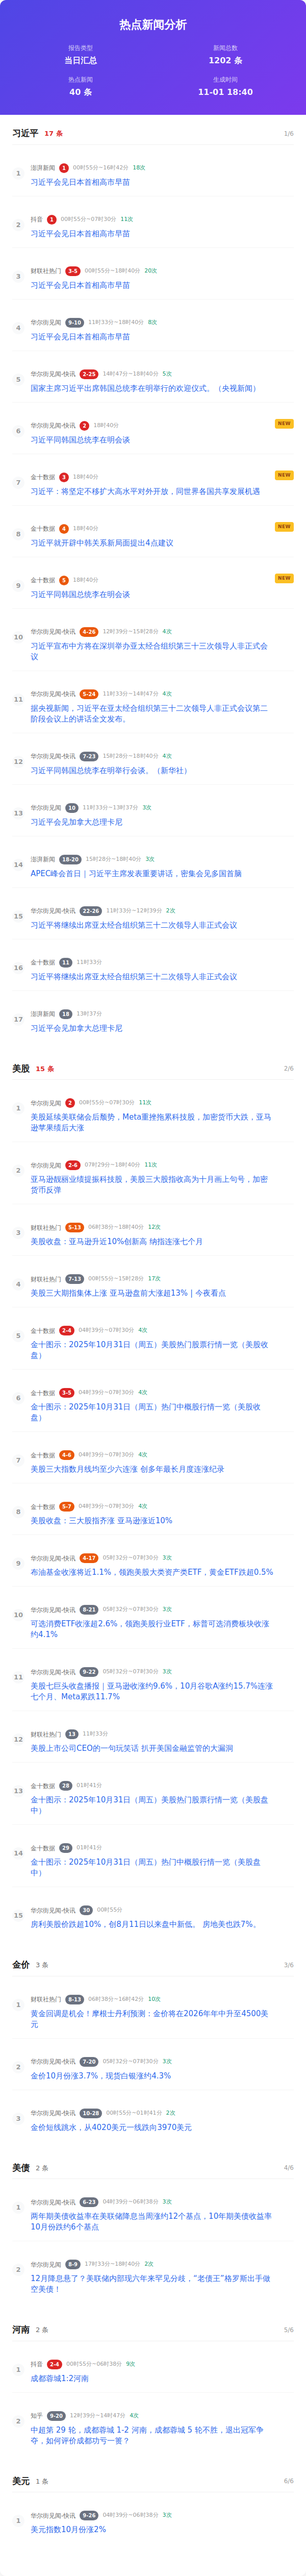 热点新闻分析
报告类型
新闻总数
当日汇总
1202 条
热点新闻
生成时间
40 条
11-01 18:40
习近平 17 条 1/6
1
澎湃新闻 1 00时55分~16时42分 18次
习近平会见日本首相高市早苗
2
抖音 1 00时55分~07时30分 11次
习近平会见日本首相高市早苗
3
财联社热门 3-5 00时55分~18时40分 20次
习近平会见日本首相高市早苗
4
华尔街见闻 9-10 11时33分~18时40分 8次
习近平会见日本首相高市早苗
5
华尔街见闻-快讯 2-25 14时47分~18时40分 5次
国家主席习近平出席韩国总统李在明举行的欢迎仪式。（央视新闻）
6
华尔街见闻-快讯 2 18时40分
NEW
习近平同韩国总统李在明会谈
7
金十数据 3 18时40分
NEW
习近平：将坚定不移扩大高水平对外开放，同世界各国共享发展机遇
8
金十数据 4 18时40分
NEW
习近平就开辟中韩关系新局面提出4点建议
9
金十数据 5 18时40分
NEW
习近平同韩国总统李在明会谈
10
华尔街见闻-快讯 4-26 12时39分~15时28分 4次
习近平宣布中方将在深圳举办亚太经合组织第三十三次领导人非正式会
议
11
华尔街见闻-快讯 5-24 11时33分~14时47分 4次
据央视新闻，习近平在亚太经合组织第三十二次领导人非正式会议第二
阶段会议上的讲话全文发布。
12
华尔街见闻-快讯 7-23 15时28分~18时40分 4次
习近平同韩国总统李在明举行会谈。（新华社）
13
华尔街见闻 10 11时33分~13时37分 3次
习近平会见加拿大总理卡尼
14
澎湃新闻 18-20 15时28分~18时40分 3次
APEC峰会首日｜习近平主席发表重要讲话，密集会见多国首脑
15
华尔街见闻-快讯 22-26 11时33分~12时39分 2次
习近平将继续出席亚太经合组织第三十二次领导人非正式会议
16
金十数据 11 11时33分
习近平将继续出席亚太经合组织第三十二次领导人非正式会议
17
澎湃新闻 18 13时37分
习近平会见加拿大总理卡尼
美股 15 条 2/6
1
华尔街见闻 2 00时55分~07时30分 11次
美股延续美联储会后颓势，Meta重挫拖累科技股，加密货币大跌，亚马
逊苹果绩后大涨
2
华尔街见闻 2-6 07时29分~18时40分 11次
亚马逊靓丽业绩提振科技股，美股三大股指收高为十月画上句号，加密
货币反弹
3
财联社热门 5-13 06时38分~18时40分 12次
美股收盘：亚马逊升近10%创新高 纳指连涨七个月
4
财联社热门 7-13 00时55分~15时28分 17次
美股三大期指集体上涨 亚马逊盘前大涨超13%｜今夜看点
5
金十数据 2-4 04时39分~07时30分 4次
金十图示：2025年10月31日（周五）美股热门股票行情一览（美股收
盘）
6
金十数据 3-5 04时39分~07时30分 4次
金十图示：2025年10月31日（周五）热门中概股行情一览（美股收
盘）
7
金十数据 4-6 04时39分~07时30分 4次
美股三大指数月线均至少六连涨 创多年最长月度连涨纪录
8
金十数据 5-7 04时39分~07时30分 4次
美股收盘：三大股指齐涨 亚马逊涨近10%
9
华尔街见闻-快讯 4-17 05时32分~07时30分 3次
布油基金收涨将近1.1%，领跑美股大类资产类ETF，黄金ETF跌超0.5%
10
华尔街见闻-快讯 8-21 05时32分~07时30分 3次
可选消费ETF收涨超2.6%，领跑美股行业ETF，标普可选消费板块收涨
约4.1%
11
华尔街见闻-快讯 9-22 05时32分~07时30分 3次
美股七巨头收盘播报｜亚马逊收涨约9.6%，10月谷歌A涨约15.7%连涨
七个月、Meta累跌11.7%
12
财联社热门 13 11时33分
美股上市公司CEO的一句玩笑话 扒开美国金融监管的大漏洞
13
金十数据 28 01时41分
金十图示：2025年10月31日（周五）美股热门股票行情一览（美股盘
中）
14
金十数据 29 01时41分
金十图示：2025年10月31日（周五）热门中概股行情一览（美股盘
中）
15
华尔街见闻-快讯 30 00时55分
房利美股价跌超10%，创8月11日以来盘中新低。 房地美也跌7%。
金价 3 条 3/6
1
财联社热门 8-13 06时38分~16时42分 10次
黄金回调是机会！摩根士丹利预测：金价将在2026年年中升至4500美
元
2
华尔街见闻-快讯 7-20 05时32分~07时30分 3次
金价10月份涨3.7%，现货白银涨约4.3%
3
华尔街见闻-快讯 10-28 00时55分~01时41分 2次
金价短线跳水，从4020美元一线跌向3970美元
美债 2 条 4/6
1
华尔街见闻-快讯 6-23 04时39分~06时38分 3次
两年期美债收益率在美联储降息当周涨约12个基点，10年期美债收益率
10月份跌约6个基点
2
华尔街见闻 8-9 17时33分~18时40分 2次
12月降息悬了？美联储内部现六年来罕见分歧，“老债王”格罗斯出手做
空美债！
河南 2 条 5/6
1
抖音 2-4 00时55分~06时38分 9次
成都蓉城1:2河南
2
知乎 9-20 12时39分~14时47分 4次
中超第 29 轮，成都蓉城 1-2 河南，成都蓉城 5 轮不胜，退出冠军争
夺，如何评价成都功亏一篑？
美元 1 条 6/6
1
华尔街见闻-快讯 9-26 04时39分~06时38分 3次
美元指数10月份涨2%